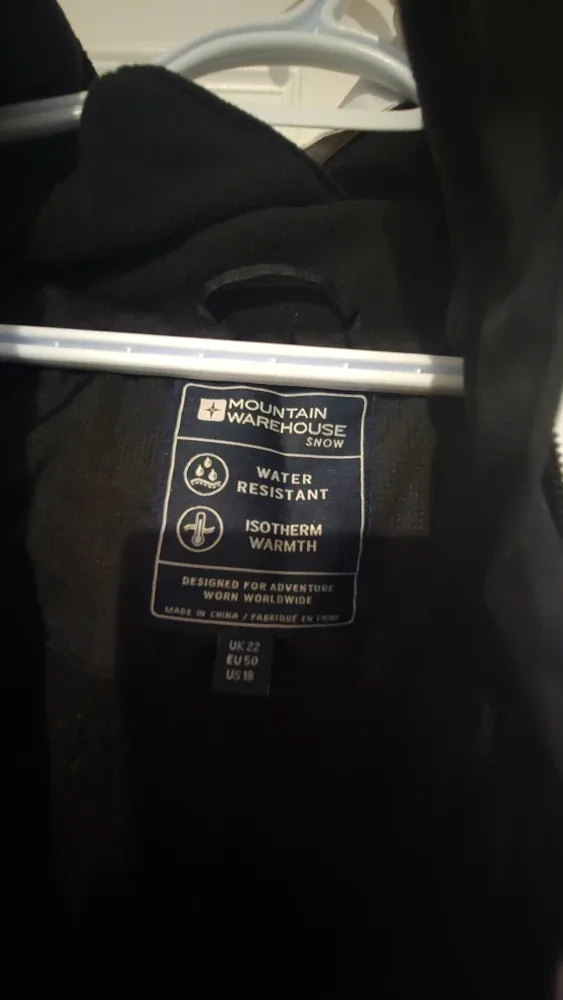 MOUNTAIN
WAREHOUSE
SNOW
WATER
RESISTANT
ISOTHERM
WARMTH
DESIGNED FOR ADVENTURE
WORN WORLDWIDE
MADE IN CHINA / FABRIQUÉ EN CHINE
UK 22
EU 50
US 18